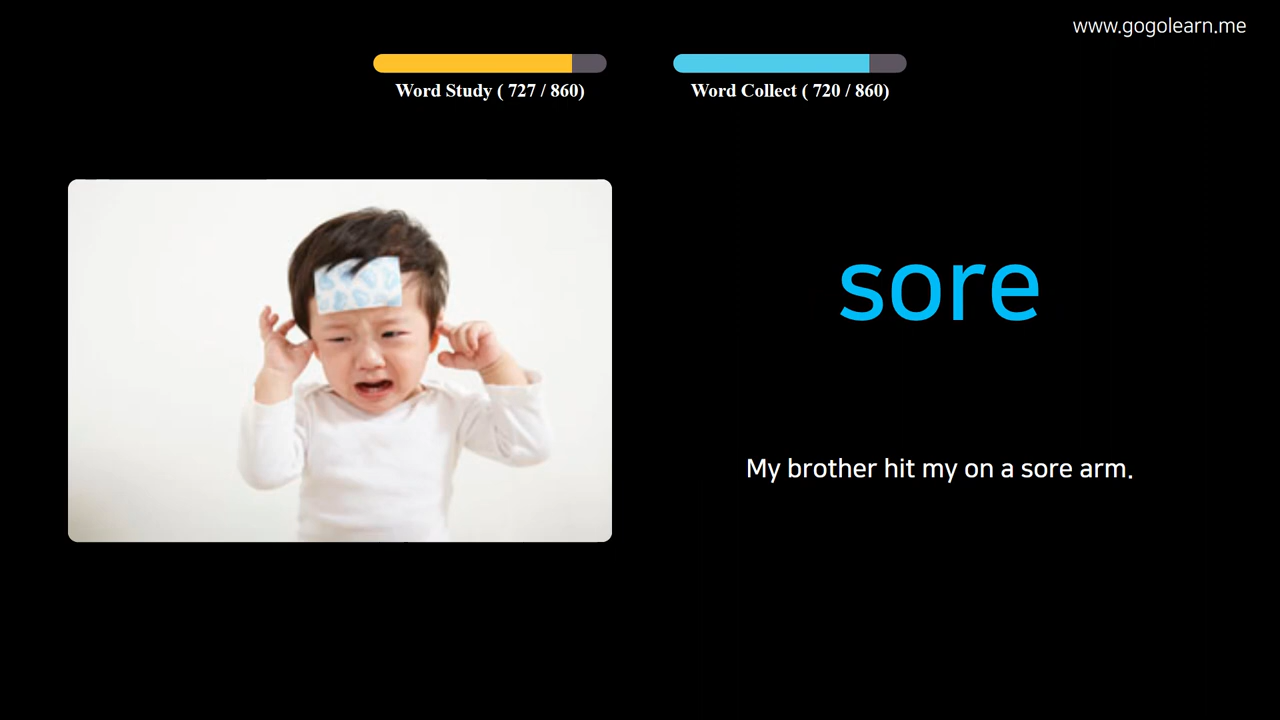 www.gogolearn.me
Word Study ( 727 / 860)
Word Collect ( 720 / 860)
sore
My brother hit my on a sore arm.